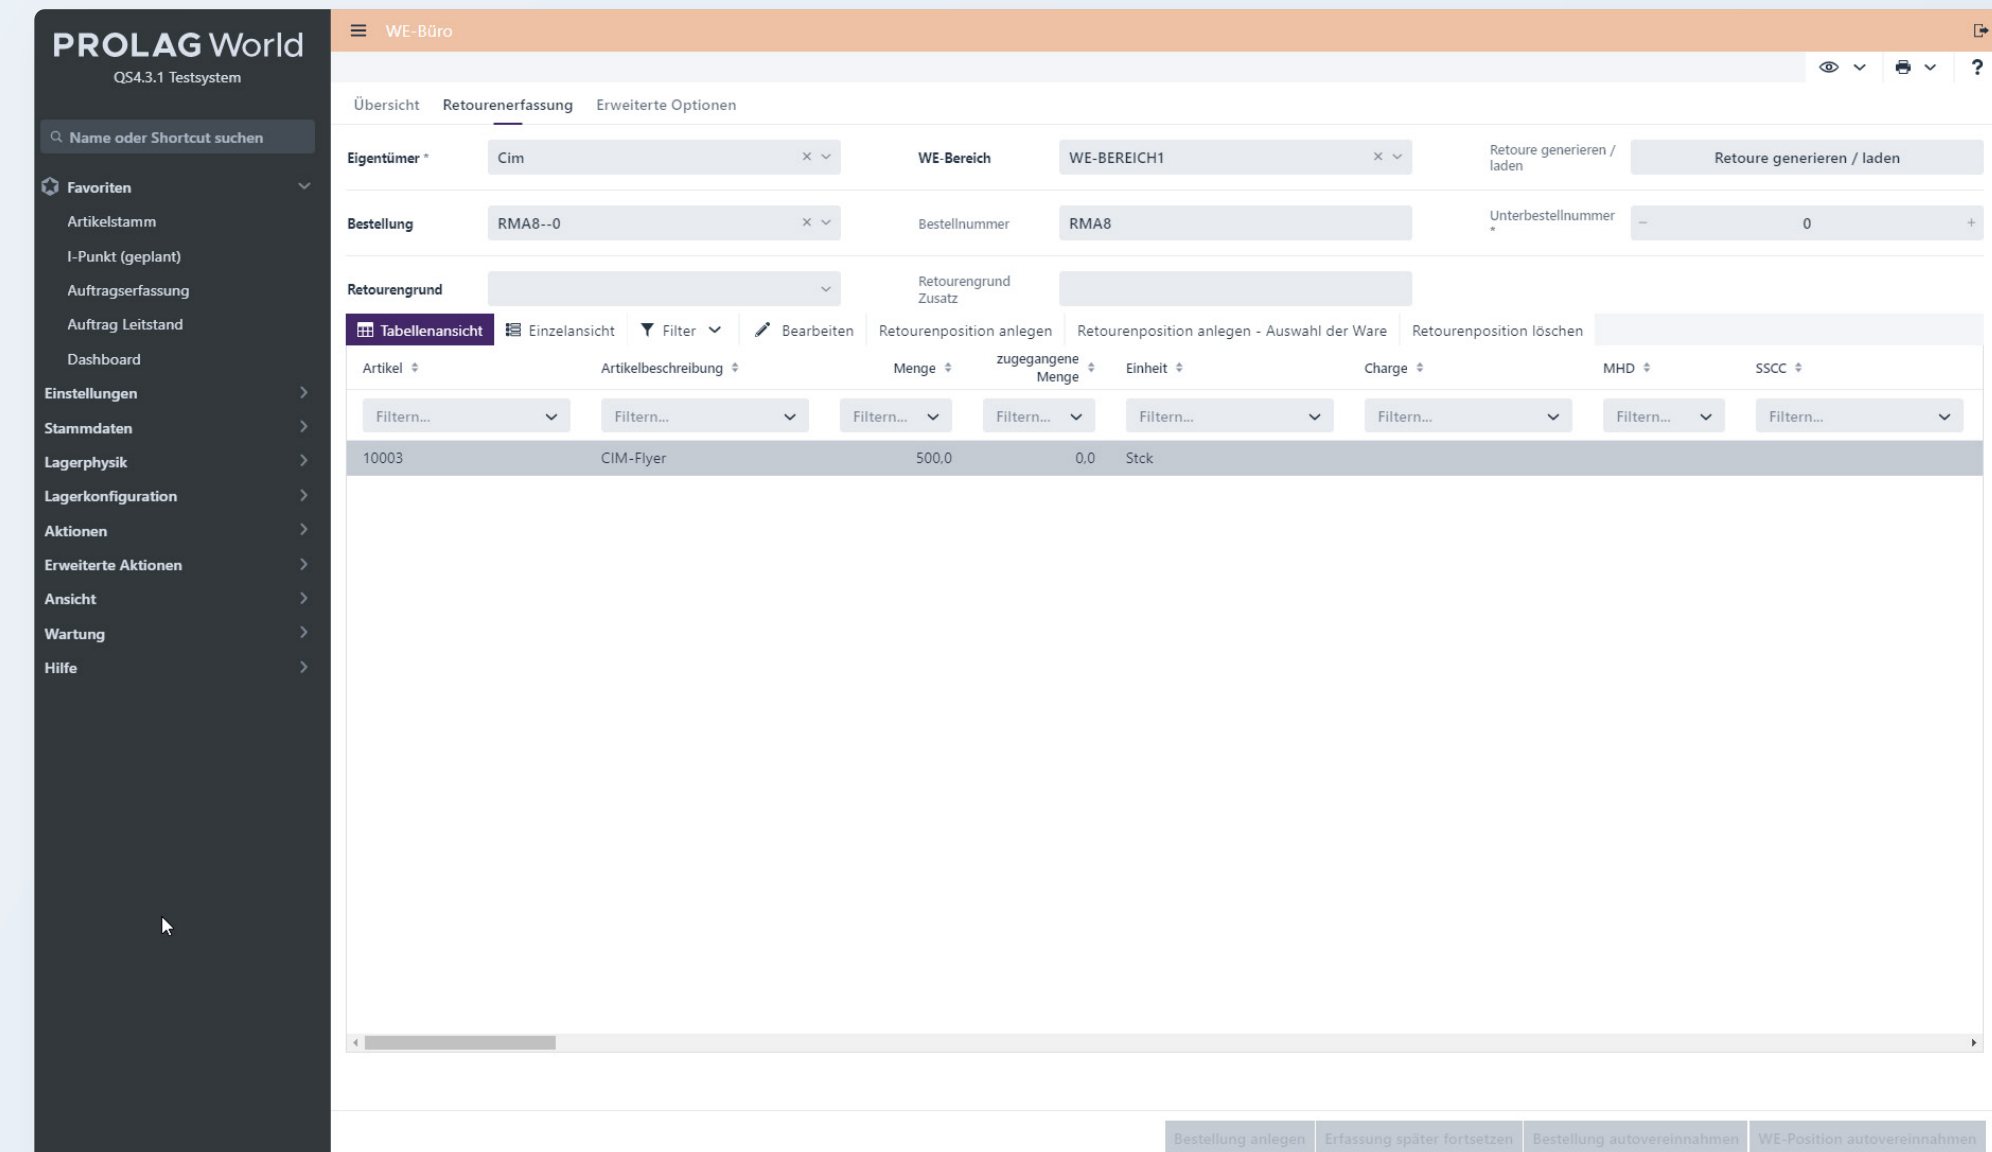 PROLAG World
QS4.3.1 Testsystem
Name oder Shortcut suchen
Favoriten
Artikelstamm
I-Punkt (geplant)
Auftragserfassung
Auftrag Leitstand
Dashboard
Einstellungen
Stammdaten
Lagerphysik
Lagerkonfiguration
Aktionen
Erweiterte Aktionen
Ansicht
Wartung
Hilfe
WE-Büro
?
Übersicht Retourenerfassung Erweiterte Optionen
Eigentümer * Cim WE-Bereich WE-BEREICH1 Retoure generieren / laden Retoure generieren / laden
Bestellung RMA8--0 Bestellnummer RMA8 Unterbestellnummer * − 0 +
Retourengrund Retourengrund Zusatz
Tabellenansicht Einzelansicht Filter Bearbeiten Retourenposition anlegen Retourenposition anlegen - Auswahl der Ware Retourenposition löschen
Artikel Artikelbeschreibung Menge zugegangene Menge Einheit Charge MHD SSCC
Filtern... Filtern... Filtern... Filtern... Filtern... Filtern... Filtern... Filtern...
10003 CIM-Flyer 500,0 0,0 Stck
Bestellung anlegen Erfassung später fortsetzen Bestellung autovereinnahmen WE-Position autovereinnahmen